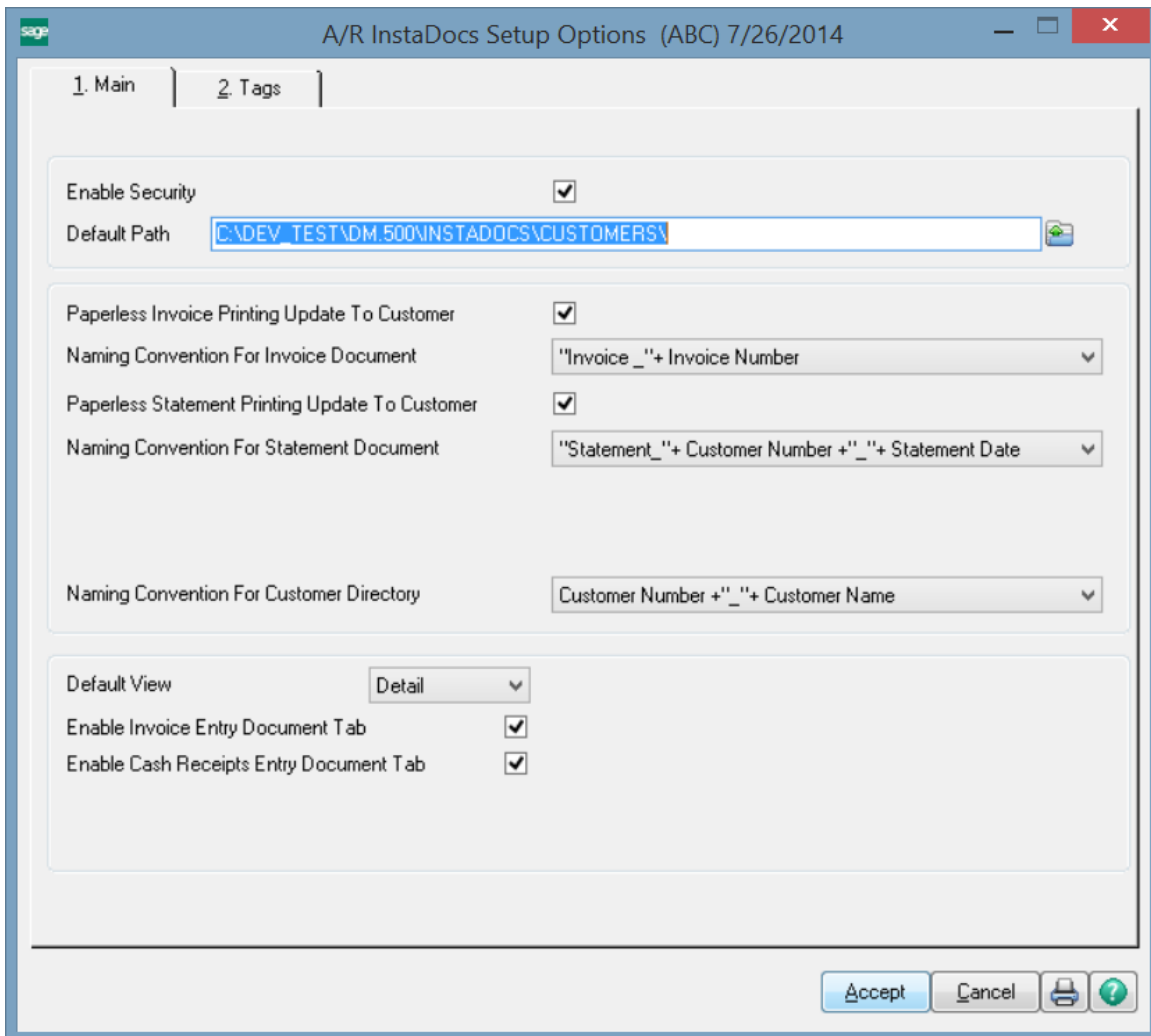 sage
A/R InstaDocs Setup Options (ABC) 7/26/2014
1. Main
2. Tags
Enable Security
Default Path C:\DEV_TEST\DM.500\INSTADOCS\CUSTOMERS\
Paperless Invoice Printing Update To Customer
Naming Convention For Invoice Document "Invoice _"+ Invoice Number
Paperless Statement Printing Update To Customer
Naming Convention For Statement Document "Statement_"+ Customer Number +"_"+ Statement Date
Naming Convention For Customer Directory Customer Number +"_"+ Customer Name
Default View Detail
Enable Invoice Entry Document Tab
Enable Cash Receipts Entry Document Tab
Accept Cancel ?